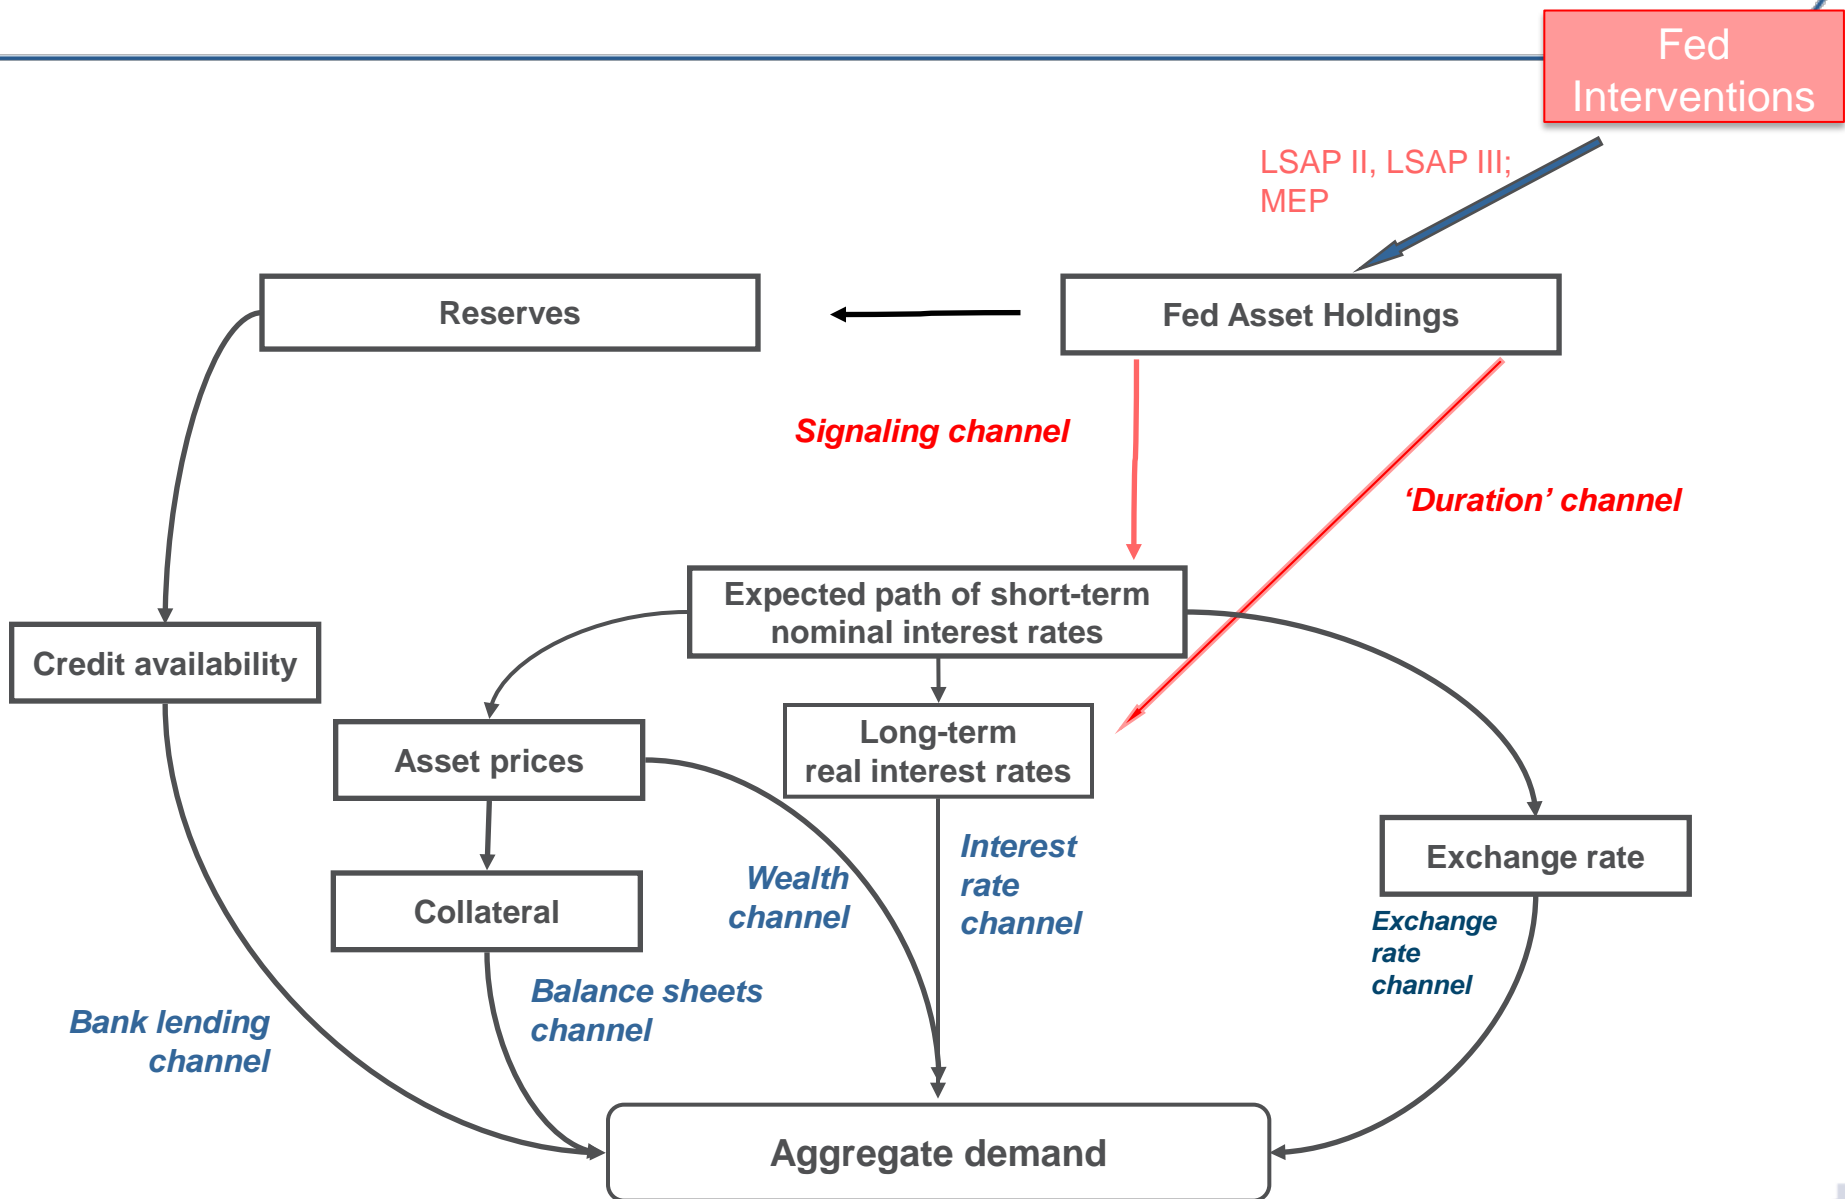 Fed
Interventions
LSAP II, LSAP III;
MEP
Reserves
Fed Asset Holdings
Signaling channel
‘Duration’ channel
Expected path of short-term
nominal interest rates
Credit availability
Asset prices
Long-term
real interest rates
Exchange rate
Collateral
Wealth
channel
Interest
rate
channel
Exchange
rate
channel
Balance sheets
channel
Bank lending
channel
Aggregate demand